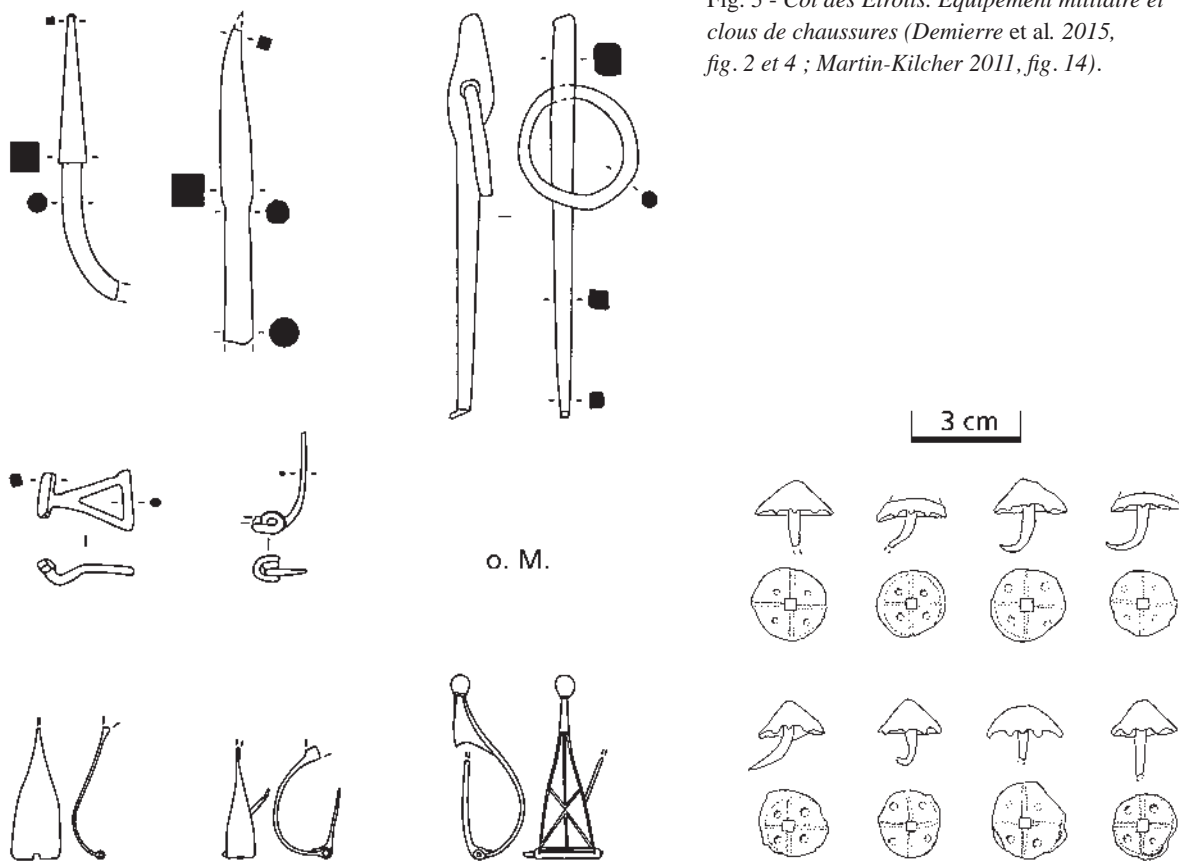 Fig. 5 - Col des Etroits. Equipement militaire et
clous de chaussures (Demierre et al. 2015,
fig. 2 et 4 ; Martin-Kilcher 2011, fig. 14).
3 cm
o. M.